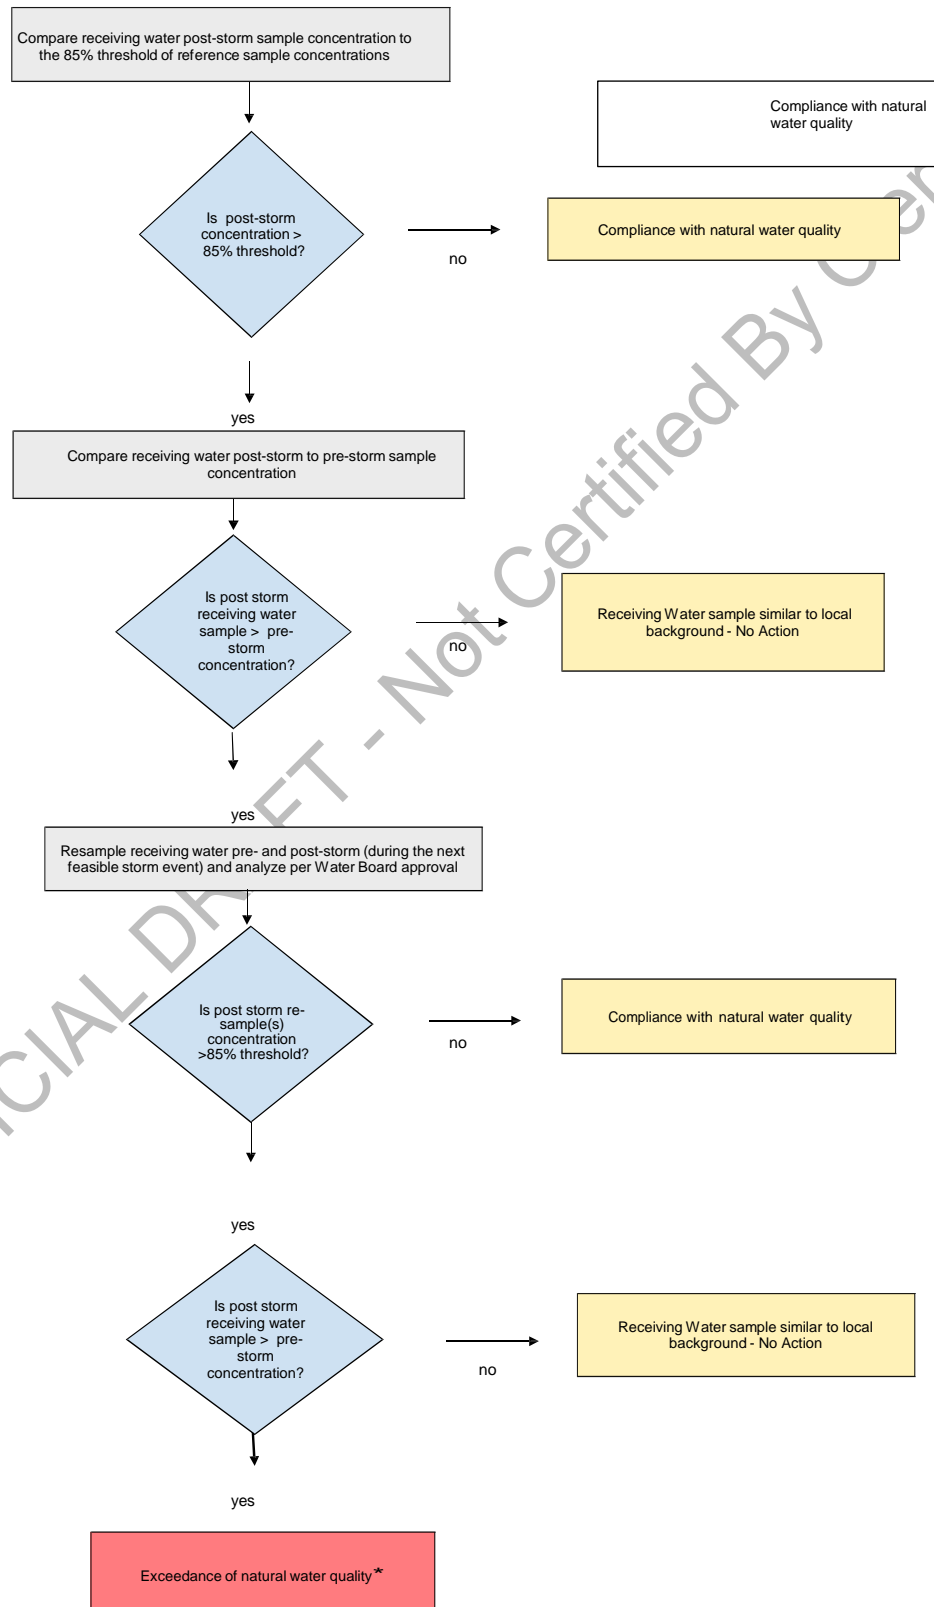 Compare receiving water post-storm sample concentration to
the 85% threshold of reference sample concentrations
Compliance with natural
water quality
Is post-storm
concentration >
85% threshold?
no
Compliance with natural water quality
yes
Compare receiving water post-storm to pre-storm sample
concentration
Is post storm
receiving water
sample > pre-
storm
concentration?
no
Receiving Water sample similar to local
background - No Action
yes
Resample receiving water pre- and post-storm (during the next
feasible storm event) and analyze per Water Board approval
Is post storm re-
sample(s)
concentration
>85% threshold?
no
Compliance with natural water quality
yes
Is post storm
receiving water
sample > pre-
storm
concentration?
no
Receiving Water sample similar to local
background - No Action
yes
Exceedance of natural water quality*
- Not Certified By